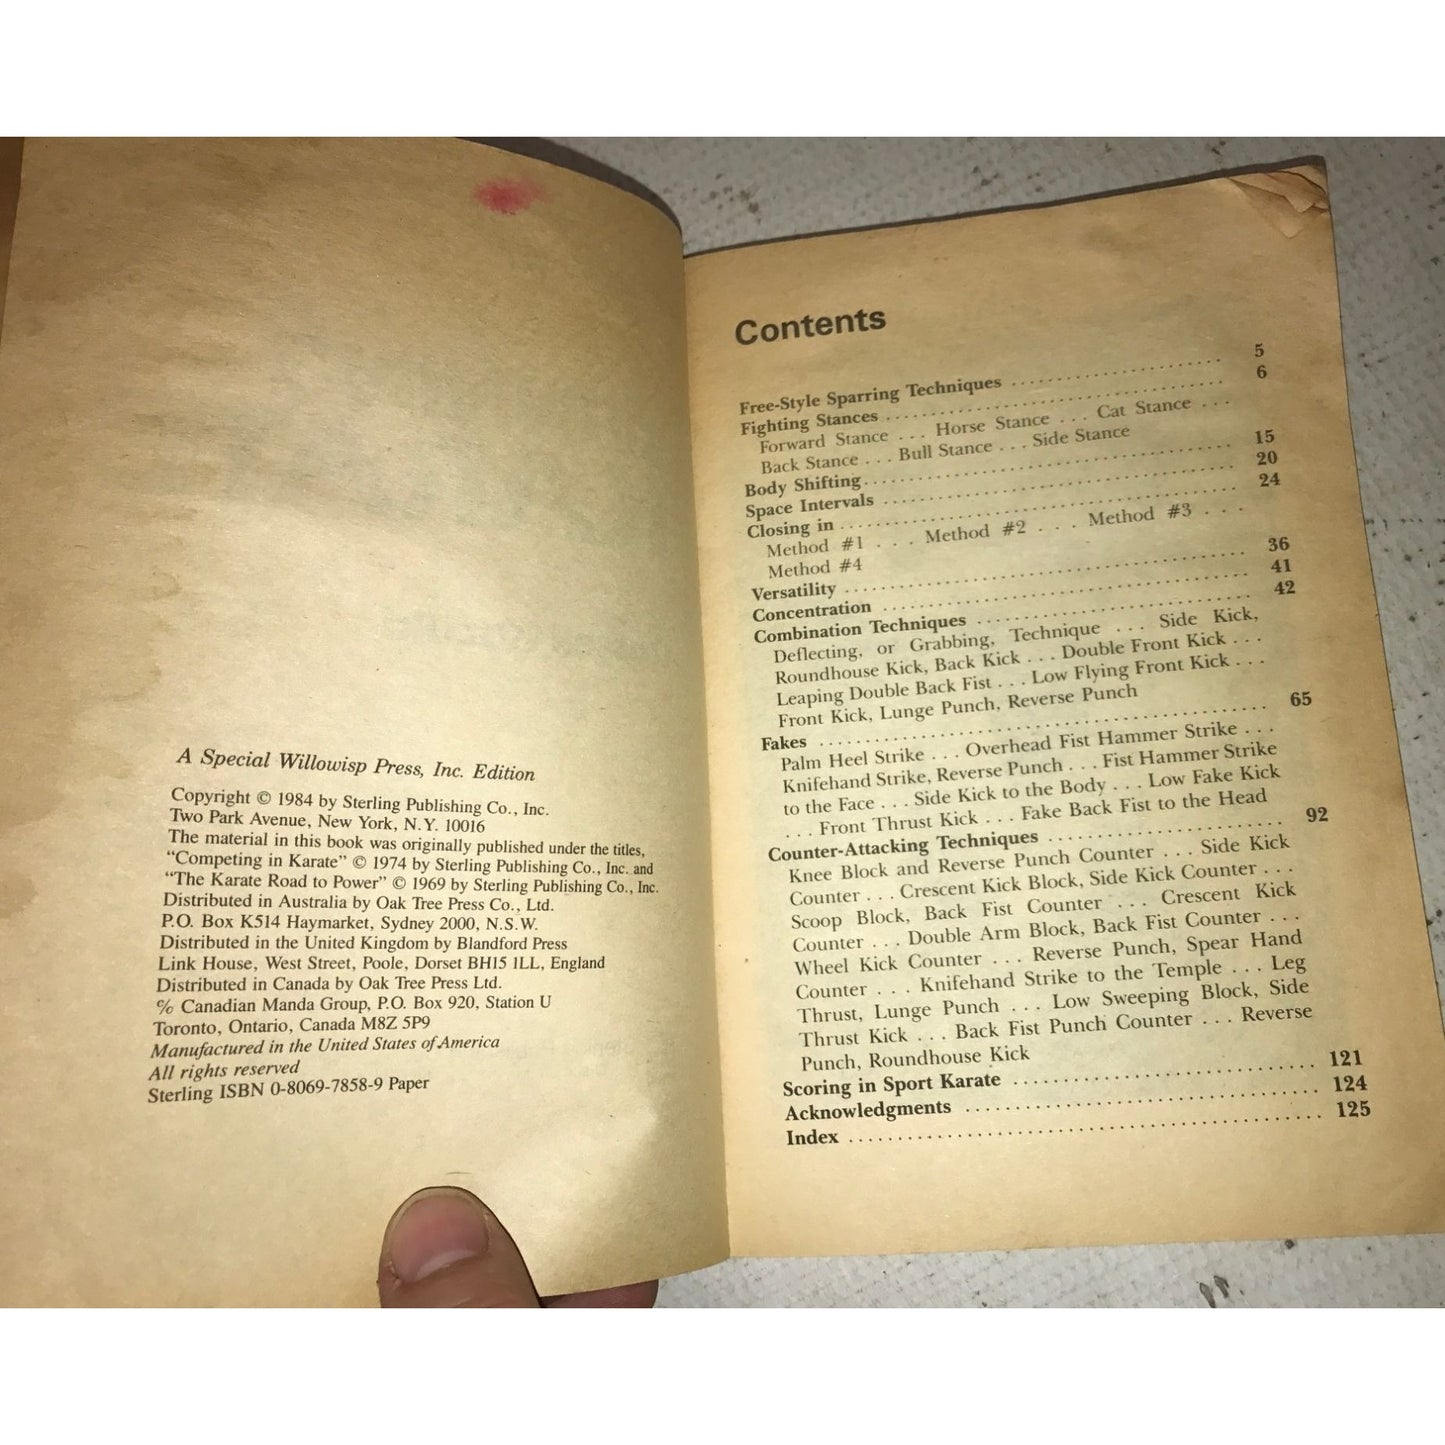 A Special Willowisp Press, Inc. Edition
Copyright © 1984 by Sterling Publishing Co., Inc.
Two Park Avenue, New York, N.Y. 10016
The material in this book was originally published under the titles,
"Competing in Karate" © 1974 by Sterling Publishing Co., Inc. and
"The Karate Road to Power" © 1969 by Sterling Publishing Co., Inc.
Distributed in Australia by Oak Tree Press Co., Ltd.
P.O. Box K514 Haymarket, Sydney 2000, N.S.W.
Distributed in the United Kingdom by Blandford Press
Link House, West Street, Poole, Dorset BH15 1LL, England
Distributed in Canada by Oak Tree Press Ltd.
℅ Canadian Manda Group, P.O. Box 920, Station U
Toronto, Ontario, Canada M8Z 5P9
Manufactured in the United States of America
All rights reserved
Sterling ISBN 0-8069-7858-9 Paper
Contents
Free-Style Sparring Techniques . . . . . . . . . . . . . . . . . . . . . . 5
Fighting Stances . . . . . . . . . . . . . . . . . . . . . . . . . . . . . . . . . 6
Forward Stance . . . Horse Stance . . . Cat Stance . . .
Back Stance . . . Bull Stance . . . Side Stance
Body Shifting . . . . . . . . . . . . . . . . . . . . . . . . . . . . . . . . . . . 15
Space Intervals . . . . . . . . . . . . . . . . . . . . . . . . . . . . . . . . . 20
Closing in . . . . . . . . . . . . . . . . . . . . . . . . . . . . . . . . . . . . . 24
Method #1 . . . Method #2 . . . Method #3 . . .
Method #4
Versatility . . . . . . . . . . . . . . . . . . . . . . . . . . . . . . . . . . . . . 36
Concentration . . . . . . . . . . . . . . . . . . . . . . . . . . . . . . . . . . 41
Combination Techniques . . . . . . . . . . . . . . . . . . . . . . . . . 42
Deflecting, or Grabbing, Technique . . . Side Kick,
Roundhouse Kick, Back Kick . . . Double Front Kick . . .
Leaping Double Back Fist . . . Low Flying Front Kick . . .
Front Kick, Lunge Punch, Reverse Punch
Fakes . . . . . . . . . . . . . . . . . . . . . . . . . . . . . . . . . . . . . . . . . 65
Palm Heel Strike . . . Overhead Fist Hammer Strike . . .
Knifehand Strike, Reverse Punch . . . Fist Hammer Strike
to the Face . . . Side Kick to the Body . . . Low Fake Kick
. . . Front Thrust Kick . . . Fake Back Fist to the Head
Counter-Attacking Techniques . . . . . . . . . . . . . . . . . . . . . 92
Knee Block and Reverse Punch Counter . . . Side Kick
Counter . . . Crescent Kick Block, Side Kick Counter . . .
Scoop Block, Back Fist Counter . . . Crescent Kick
Counter . . . Double Arm Block, Back Fist Counter . . .
Wheel Kick Counter . . . Reverse Punch, Spear Hand
Counter . . . Knifehand Strike to the Temple . . . Leg
Thrust, Lunge Punch . . . Low Sweeping Block, Side
Thrust Kick . . . Back Fist Punch Counter . . . Reverse
Punch, Roundhouse Kick
Scoring in Sport Karate . . . . . . . . . . . . . . . . . . . . . . . . . . . 121
Acknowledgments . . . . . . . . . . . . . . . . . . . . . . . . . . . . . . . 124
Index . . . . . . . . . . . . . . . . . . . . . . . . . . . . . . . . . . . . . . . . . 125